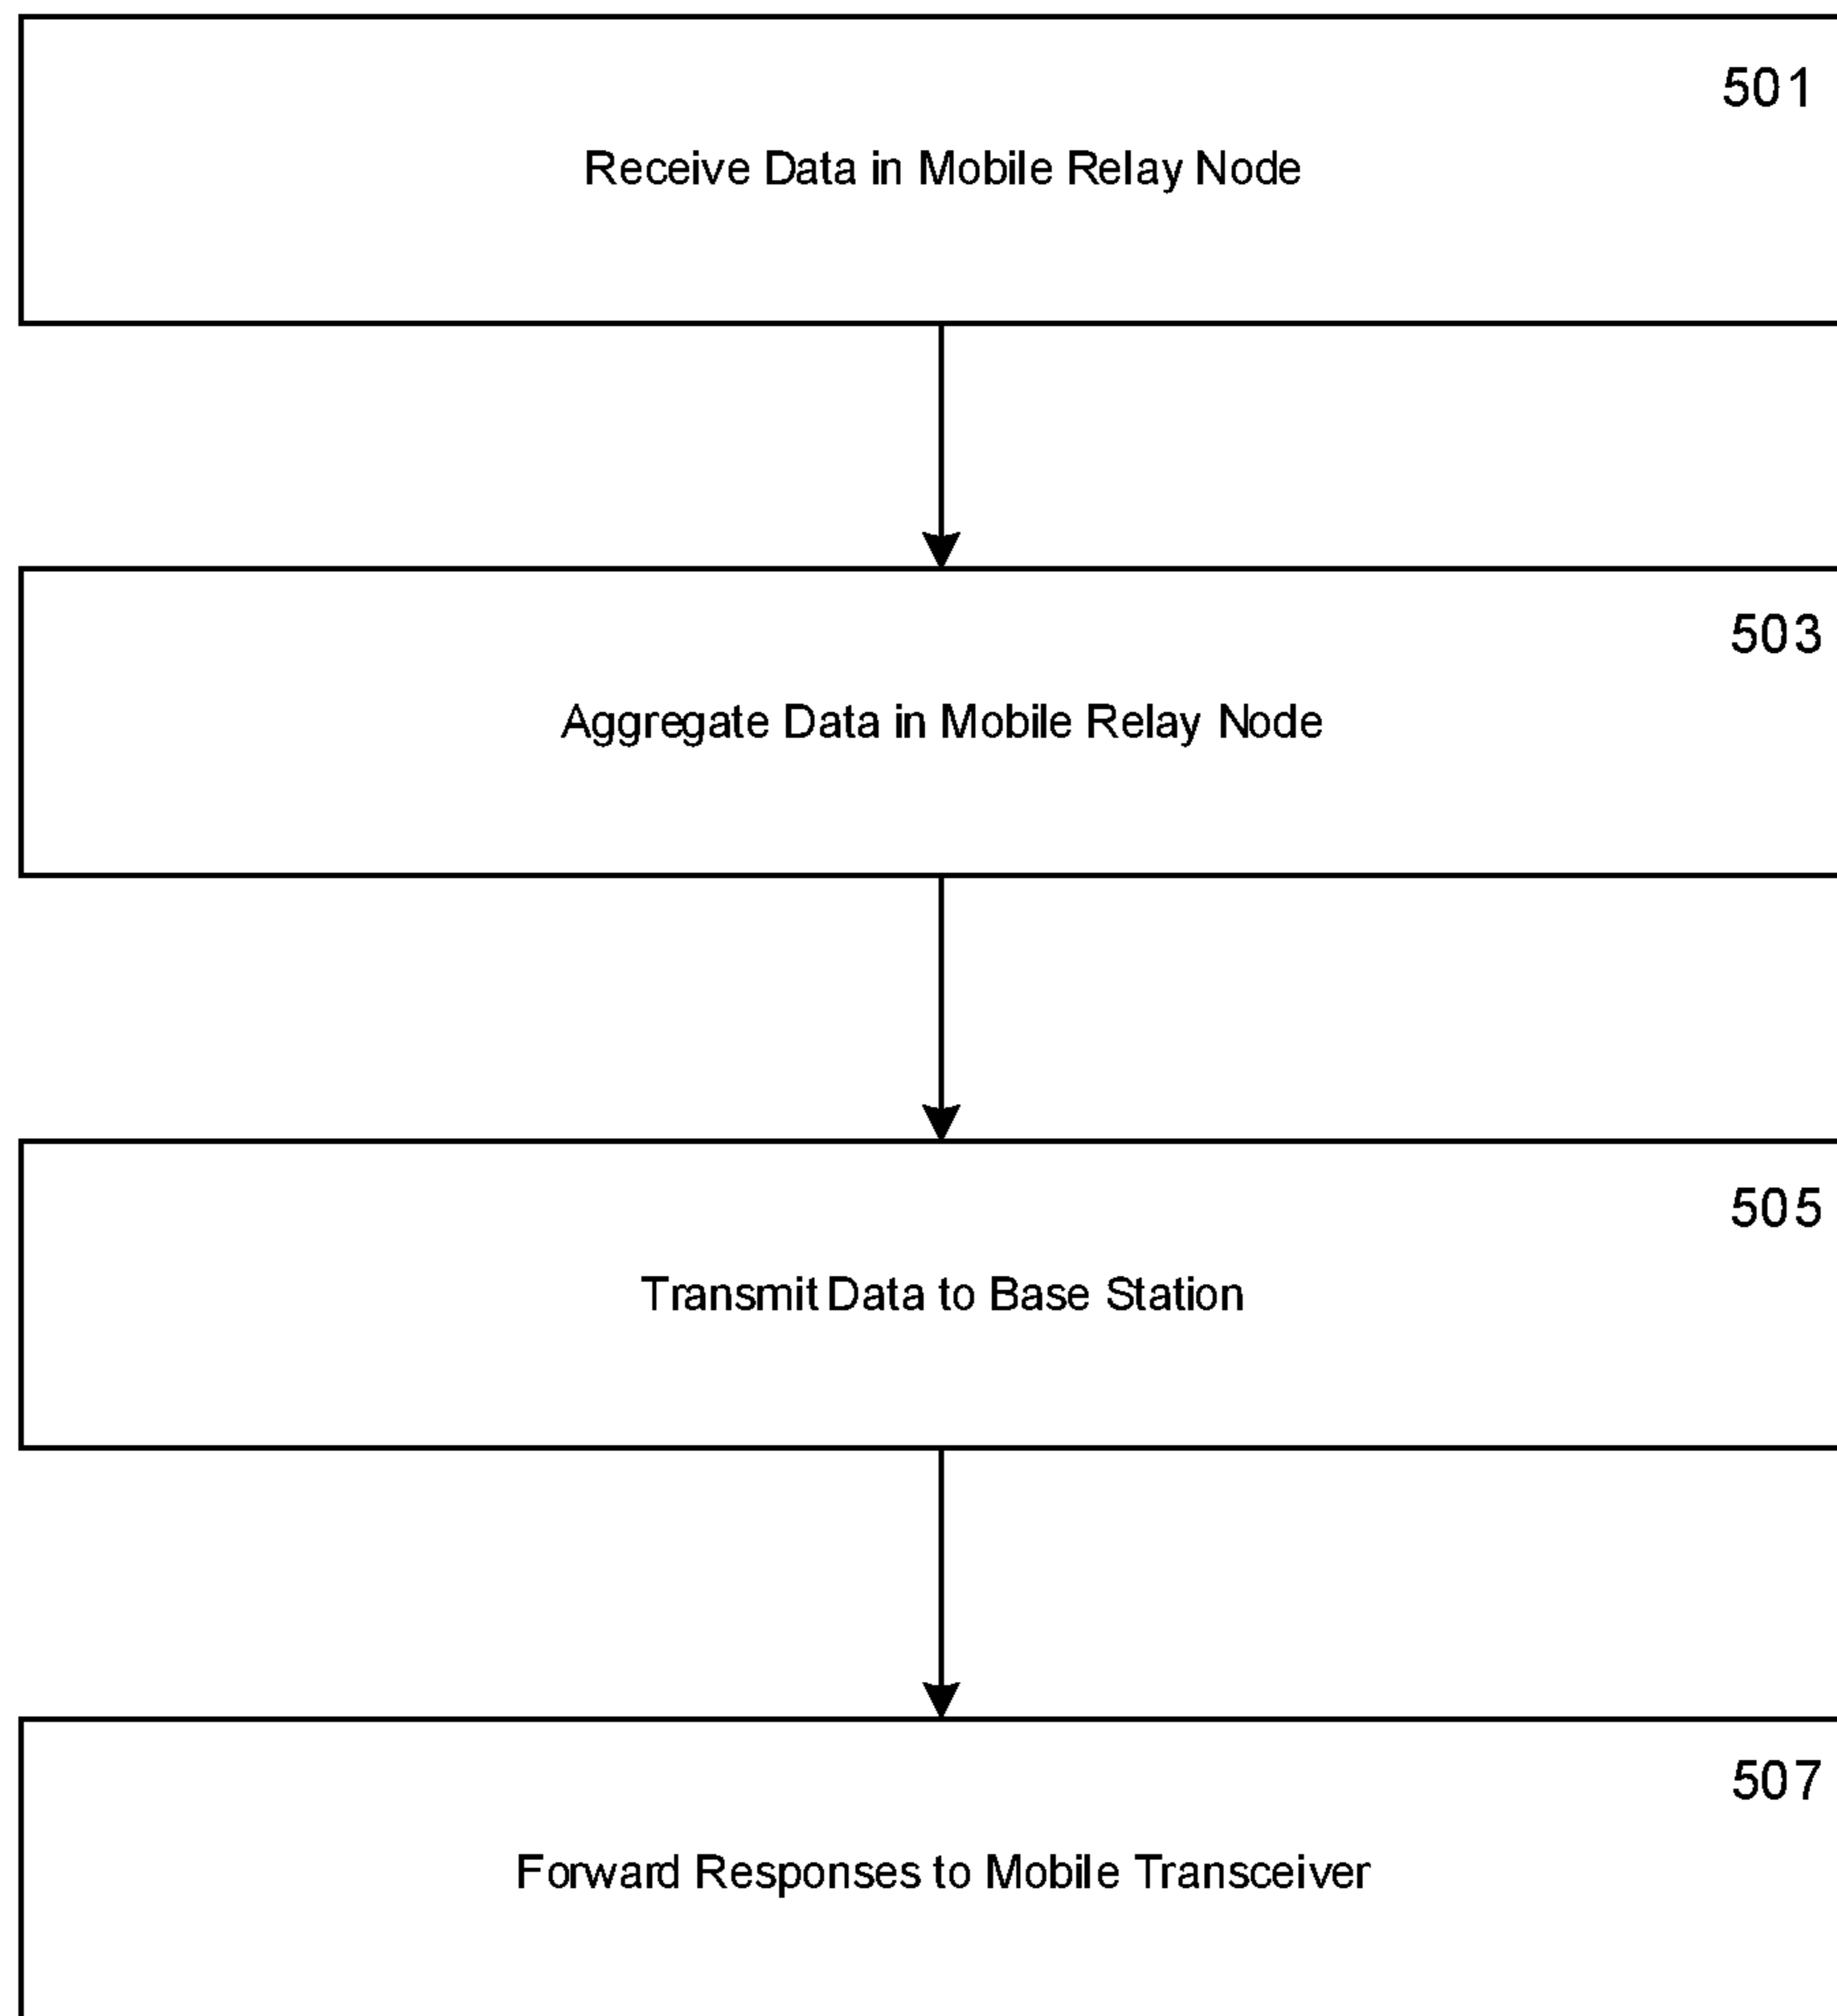 501
Receive Data in Mobile Relay Node
503
Aggregate Data in Mobile Relay Node
505
Transmit Data to Base Station
507
Forward Responses to Mobile Transceiver